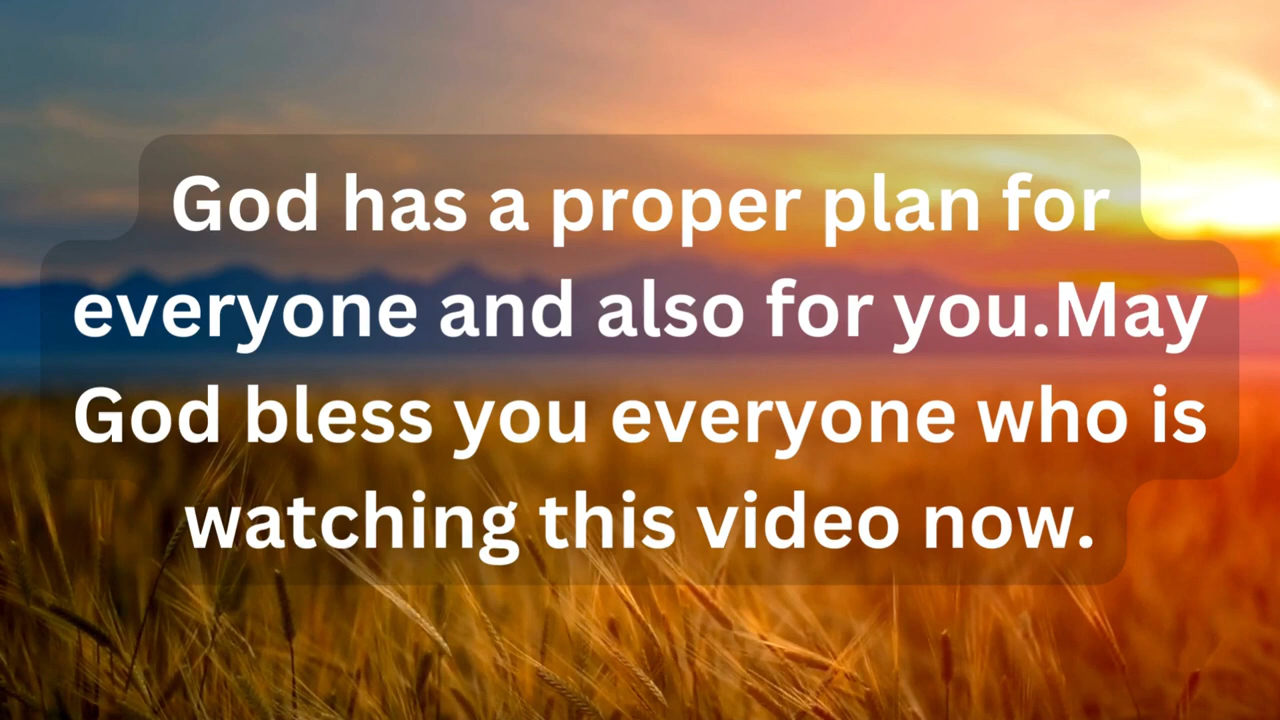 God has a proper plan for
everyone and also for you.May
God bless you everyone who is
watching this video now.